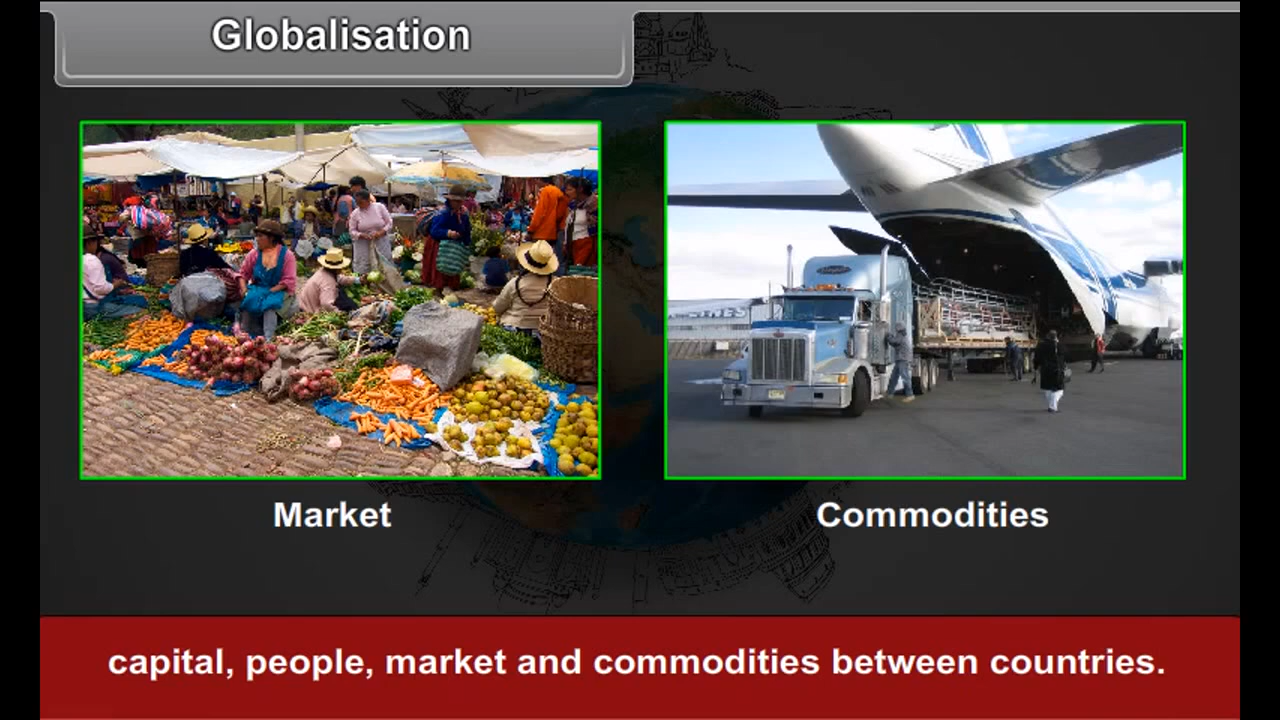 Globalisation
Market
Commodities
capital, people, market and commodities between countries.